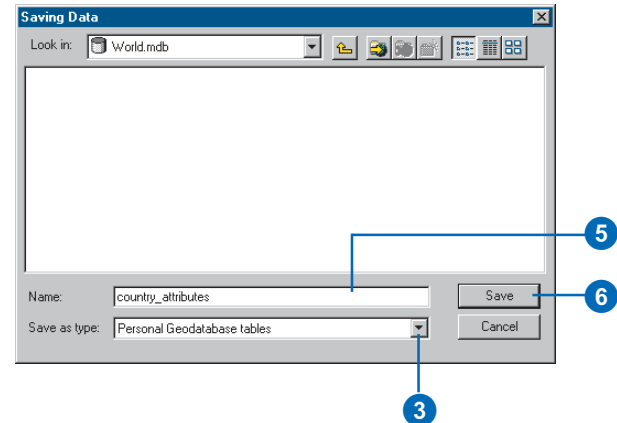 Saving Data
Look in: World.mdb
5
Name: country_attributes Save
6
Save as type: Personal Geodatabase tables Cancel
3